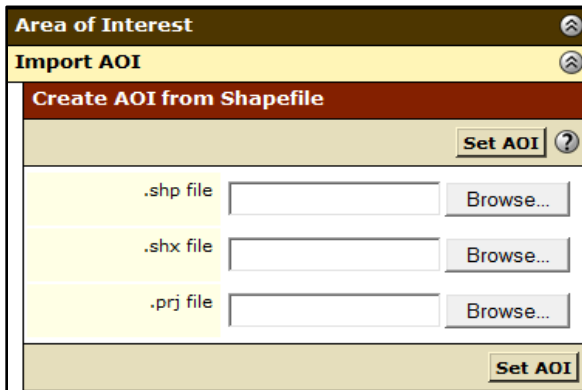 Area of Interest
Import AOI
Create AOI from Shapefile
Set AOI ?
.shp file Browse...
.shx file Browse...
.prj file Browse...
Set AOI